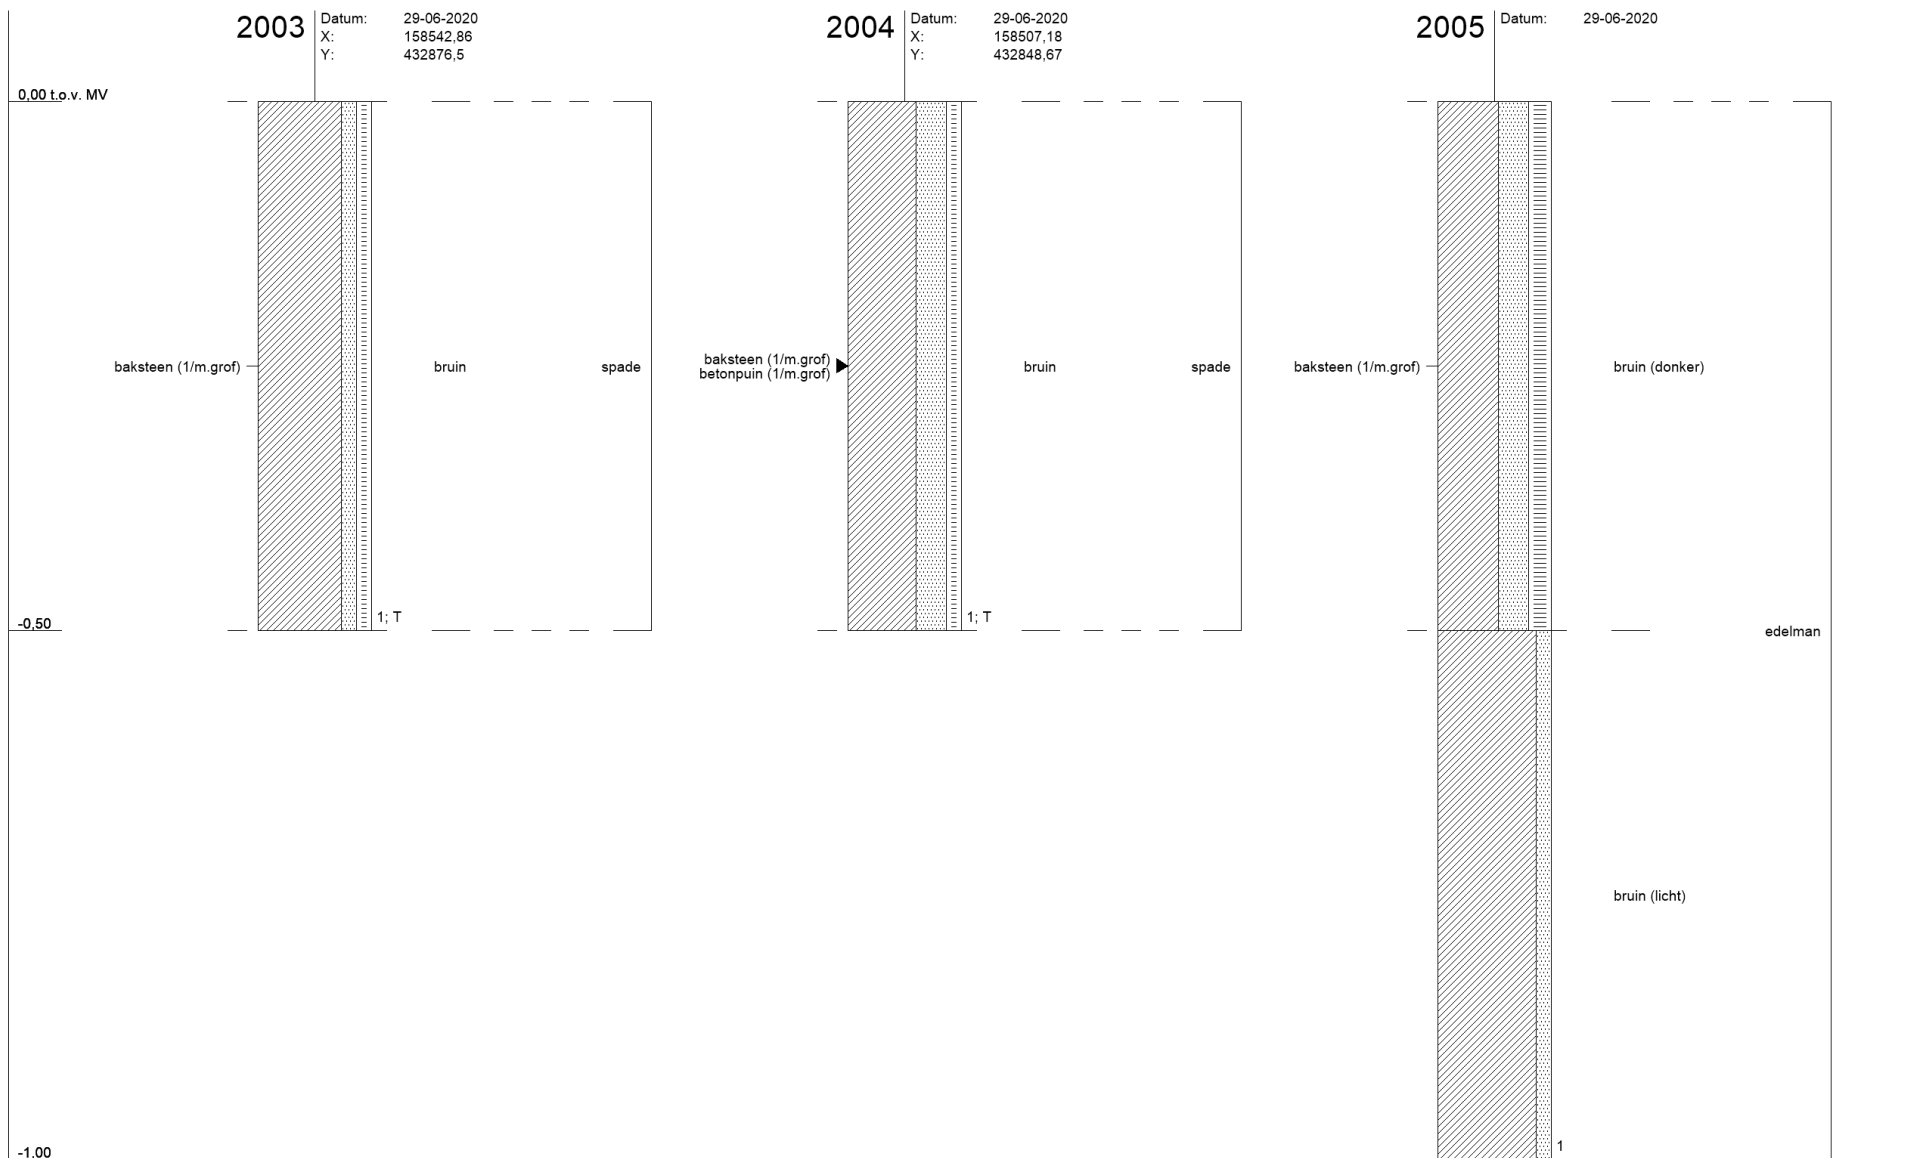 2003
Datum: 29-06-2020
X: 158542,86
Y: 432876,5
2004
Datum: 29-06-2020
X: 158507,18
Y: 432848,67
2005
Datum: 29-06-2020
0,00 t.o.v. MV
baksteen (1/m.grof)
bruin
spade
baksteen (1/m.grof)
betonpuin (1/m.grof)
bruin
spade
baksteen (1/m.grof)
bruin (donker)
1; T
1; T
-0,50
edelman
bruin (licht)
1
-1,00